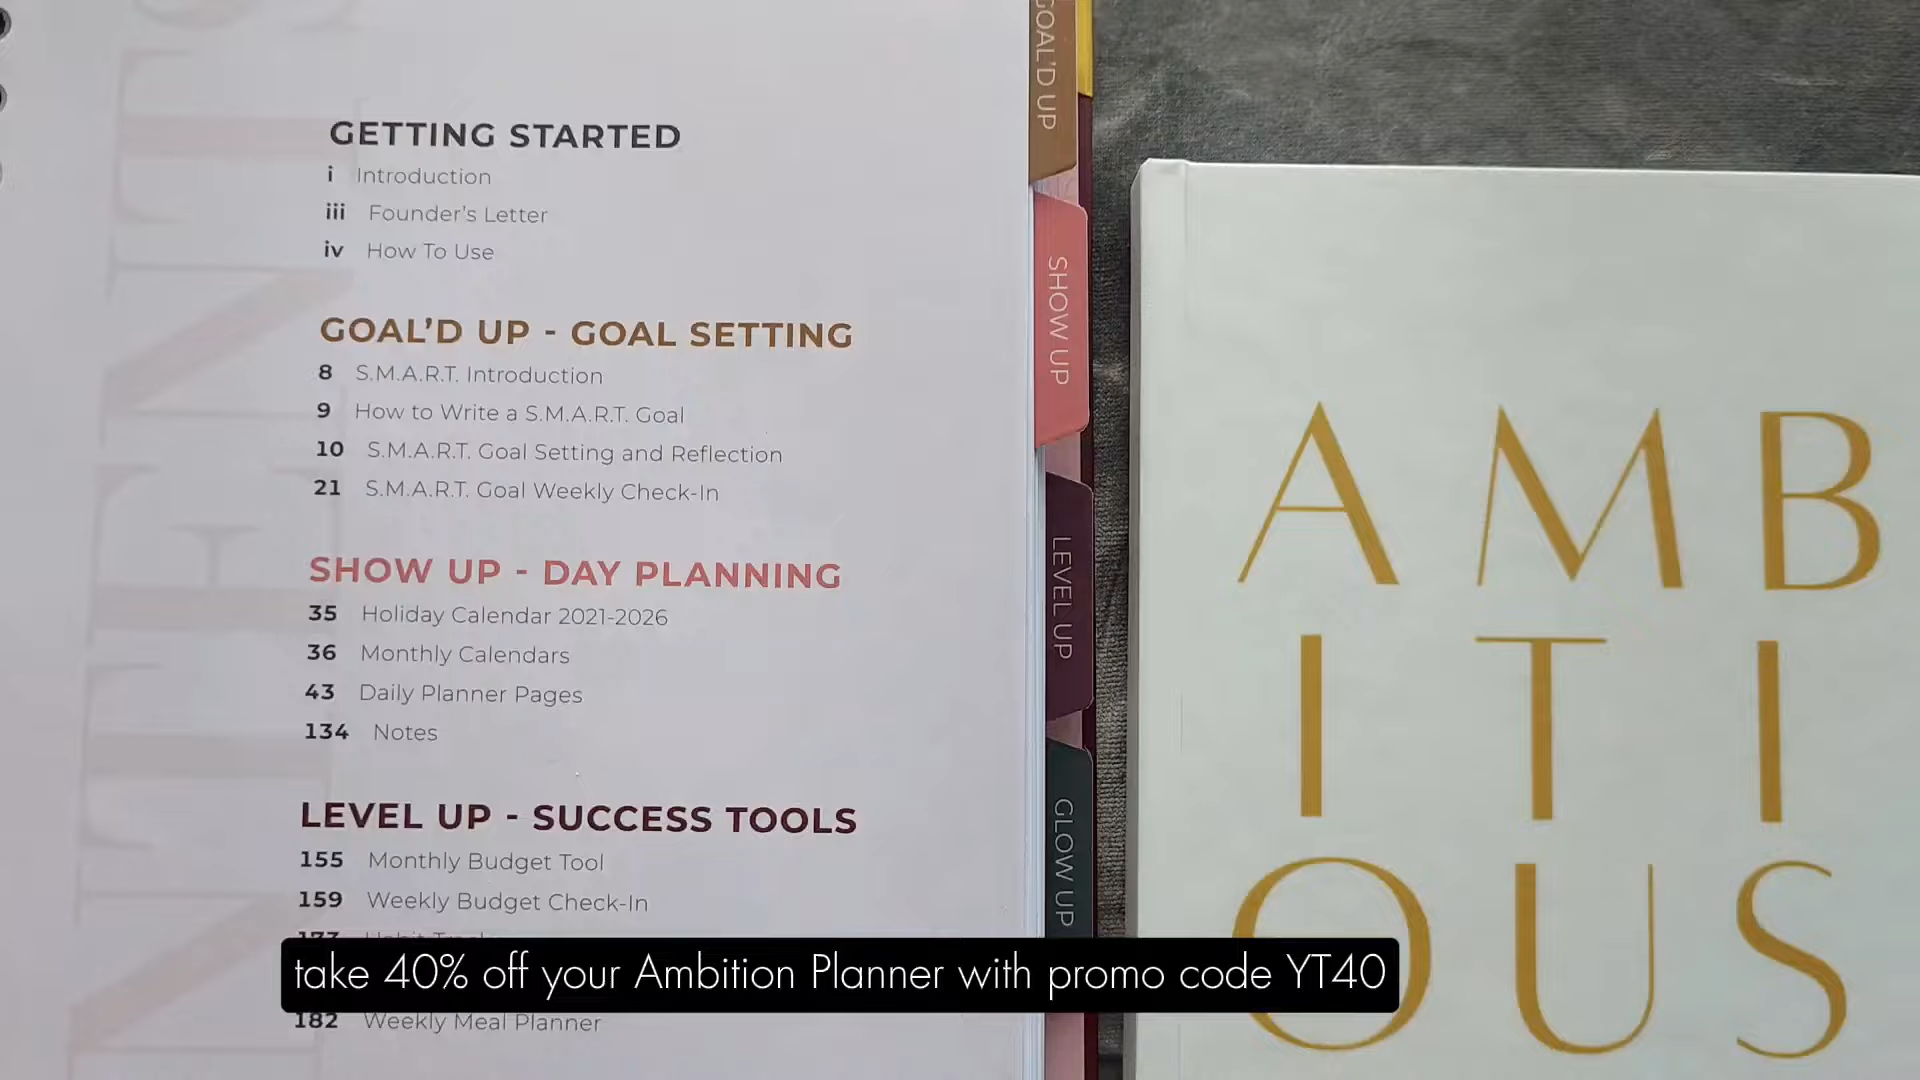 GETTING STARTED
i Introduction
iii Founder's Letter
iv How To Use
GOAL'D UP - GOAL SETTING
8 S.M.A.R.T. Introduction
9 How to Write a S.M.A.R.T. Goal
10 S.M.A.R.T. Goal Setting and Reflection
21 S.M.A.R.T. Goal Weekly Check-In
SHOW UP - DAY PLANNING
35 Holiday Calendar 2021-2026
36 Monthly Calendars
43 Daily Planner Pages
134 Notes
LEVEL UP - SUCCESS TOOLS
155 Monthly Budget Tool
159 Weekly Budget Check-In
182 Weekly Meal Planner
GOAL'D UP
SHOW UP
LEVEL UP
GLOW UP
AMB
ITI
OUS
take 40% off your Ambition Planner with promo code YT40